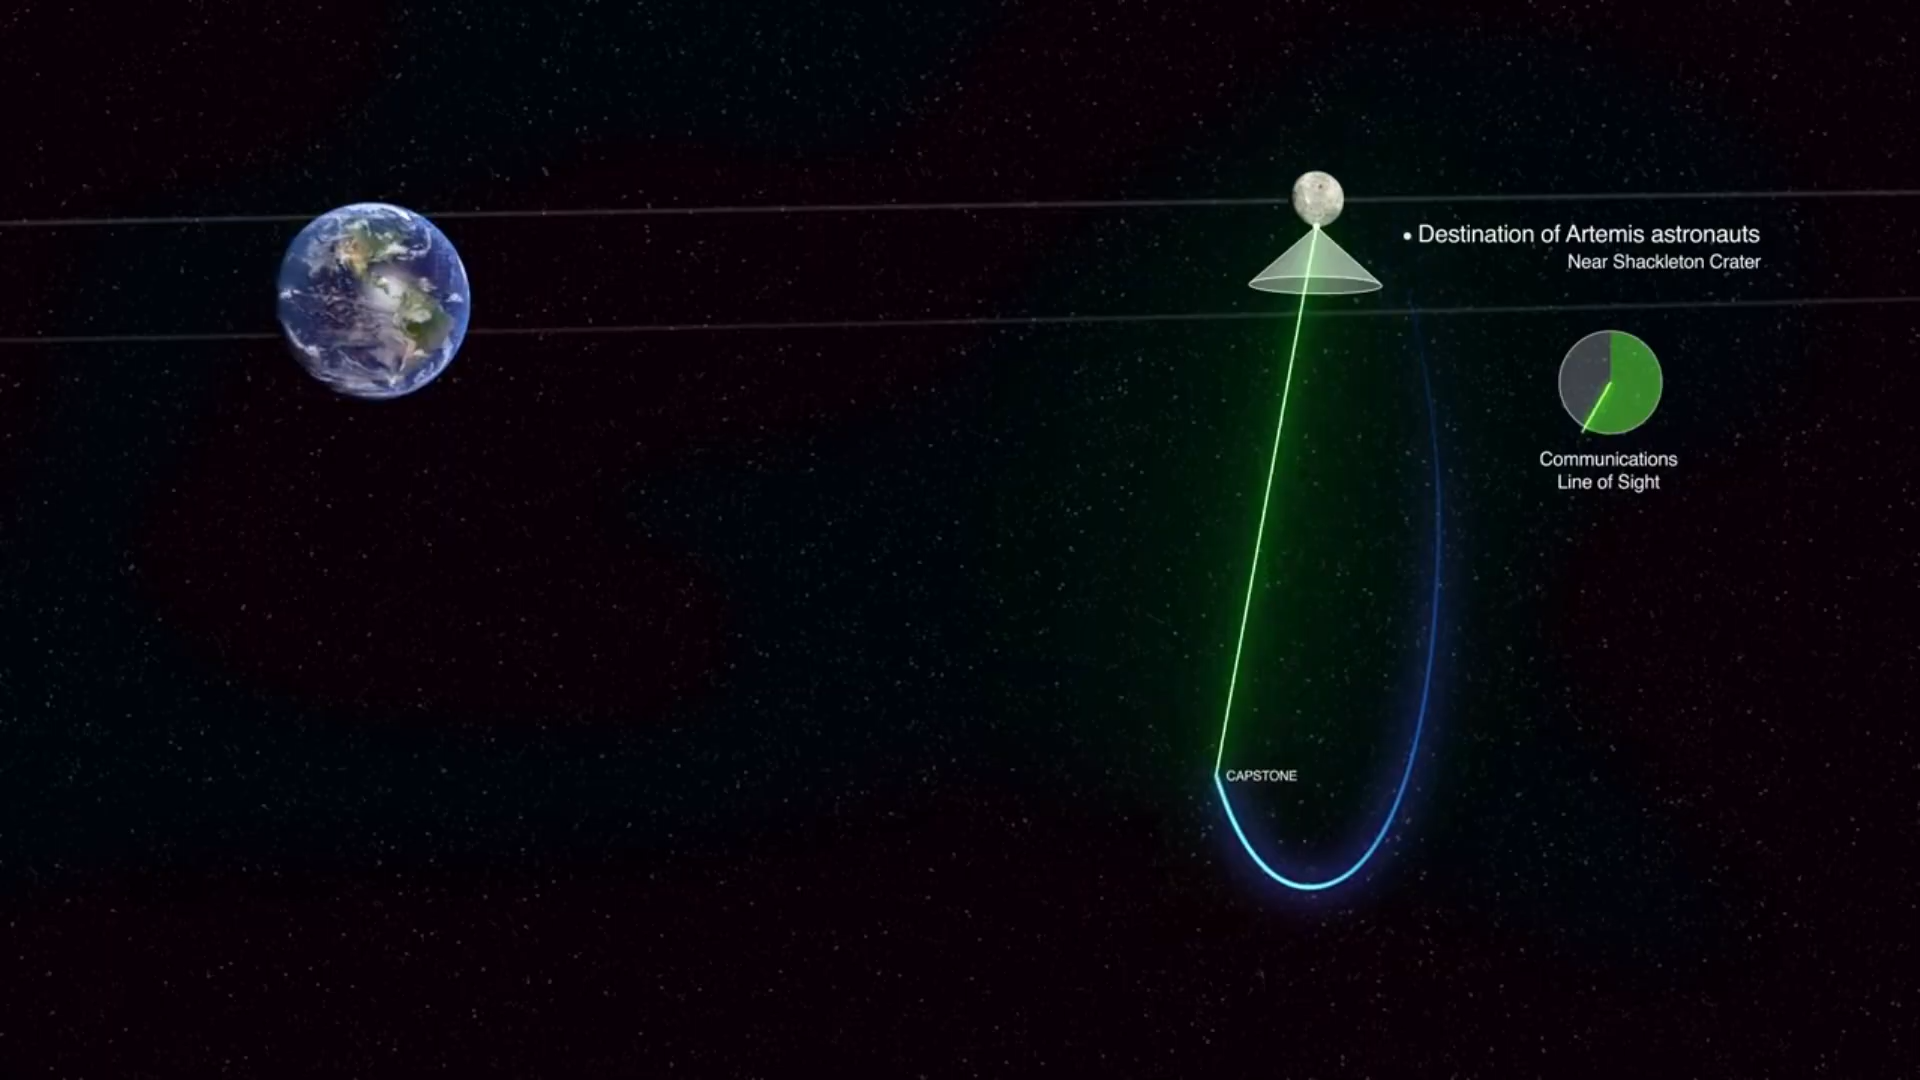 • Destination of Artemis astronauts
Near Shackleton Crater
Communications
Line of Sight
CAPSTONE